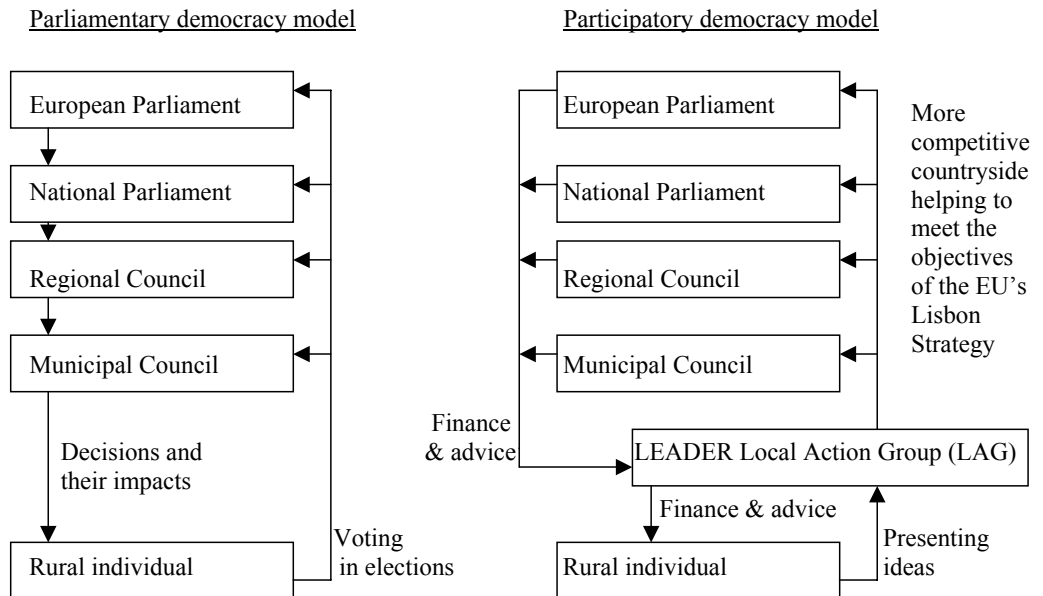 Parliamentary democracy model
European Parliament
National Parliament
Regional Council
Municipal Council
Decisions and
their impacts
Rural individual
Voting
in elections
Participatory democracy model
European Parliament
National Parliament
Regional Council
Municipal Council
Finance
& advice
LEADER Local Action Group (LAG)
Finance & advice
Rural individual
Presenting
ideas
More
competitive
countryside
helping to
meet the
objectives
of the EU’s
Lisbon
Strategy